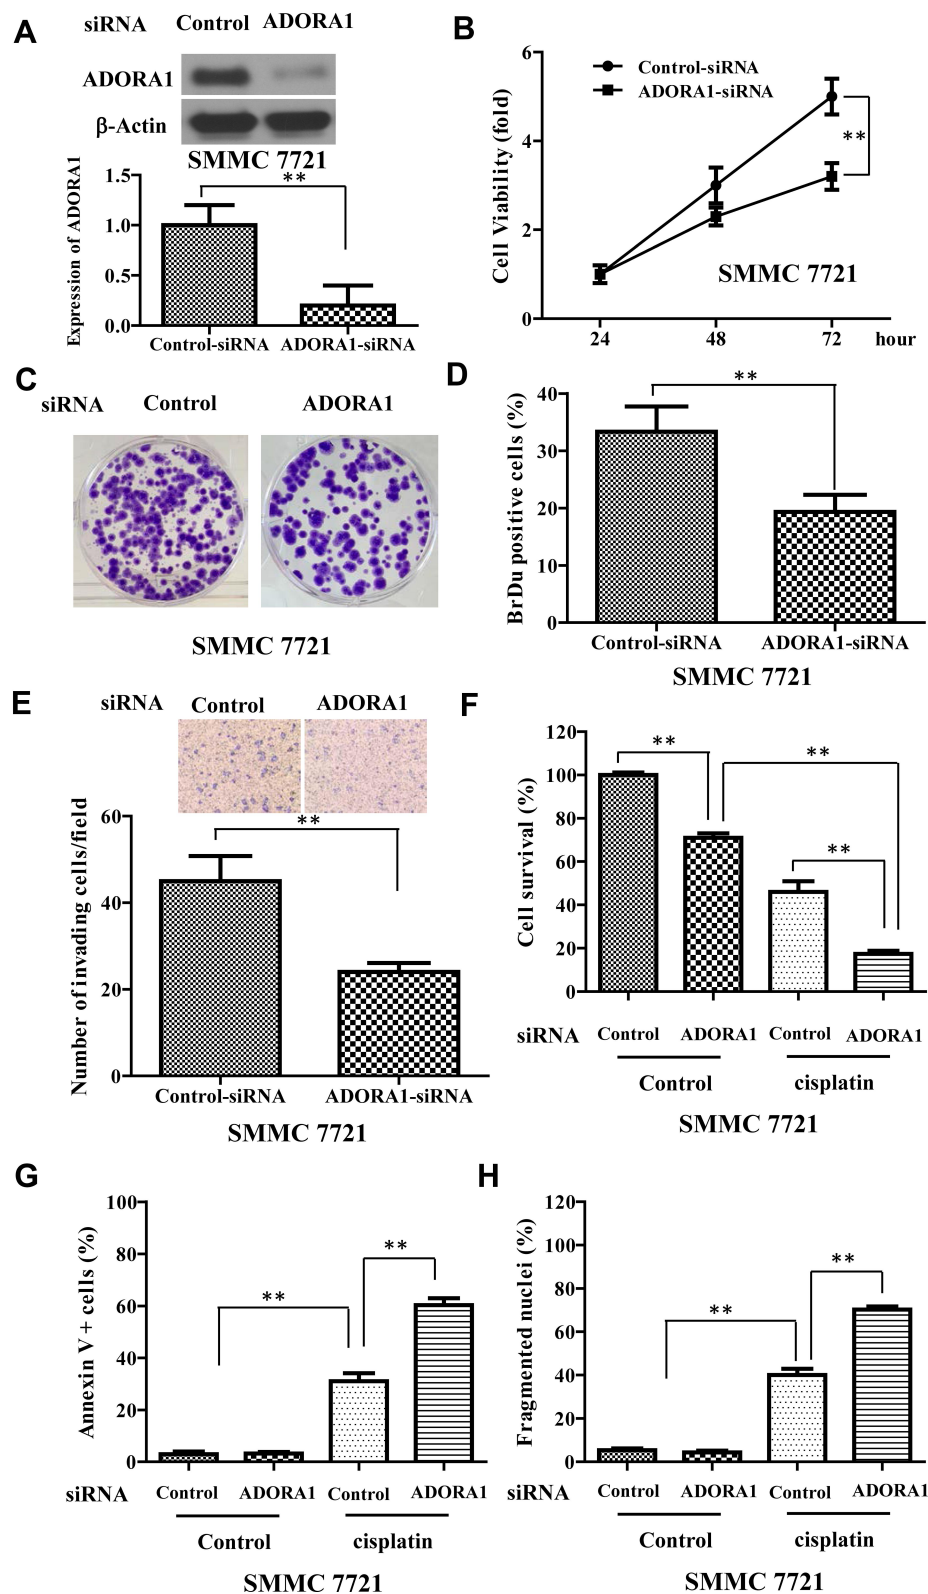 A
siRNA Control ADORA1
ADORA1
β-Actin
SMMC 7721
**
Expression of ADORA1
1.5
1.0
0.5
0.0
Control-siRNA ADORA1-siRNA
B
Cell Viability (fold)
6
4
2
0
Control-siRNA
ADORA1-siRNA
**
SMMC 7721
24 48 72 hour
C
siRNA Control ADORA1
SMMC 7721
D
BrDu positive cells (%)
40
30
20
10
0
**
Control-siRNA ADORA1-siRNA
SMMC 7721
E
siRNA Control ADORA1
Number of invading cells/field
60
40
20
0
**
Control-siRNA ADORA1-siRNA
SMMC 7721
F
Cell survival (%)
120
100
80
60
40
20
0
** **
**
siRNA Control ADORA1 Control ADORA1
Control cisplatin
SMMC 7721
G
Annexin V + cells (%)
100
80
60
40
20
0
**
**
siRNA Control ADORA1 Control ADORA1
Control cisplatin
SMMC 7721
H
Fragmented nuclei (%)
120
100
80
60
40
20
0
**
**
siRNA Control ADORA1 Control ADORA1
Control cisplatin
SMMC 7721